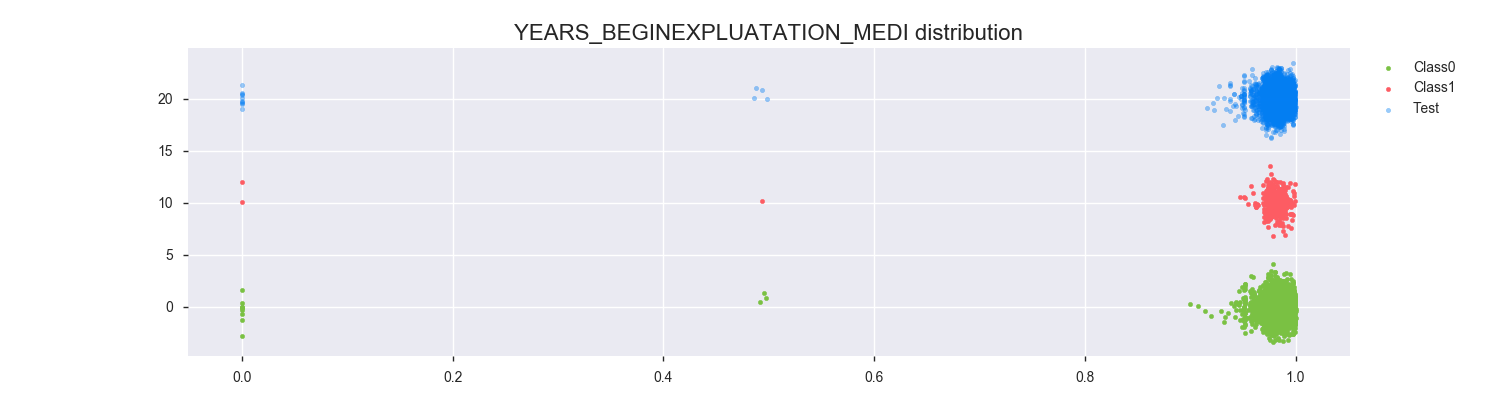 YEARS_BEGINEXPLUATATION_MEDI distribution
Class0
Class1
Test
20
15
10
5
0
0.0 0.2 0.4 0.6 0.8 1.0